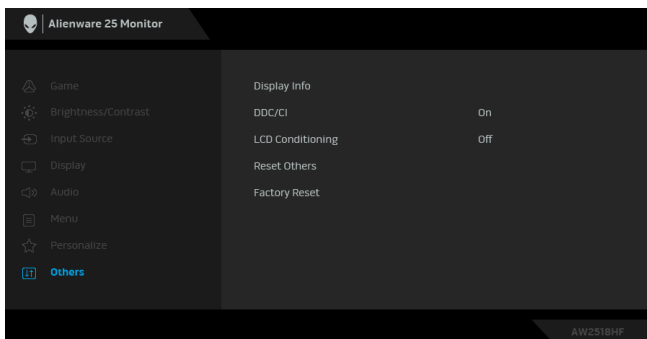 Alienware 25 Monitor
Game
Display Info
Brightness/Contrast
DDC/CI On
Input Source
LCD Conditioning Off
Display
Reset Others
Audio
Factory Reset
Menu
Personalize
Others
AW2518HF